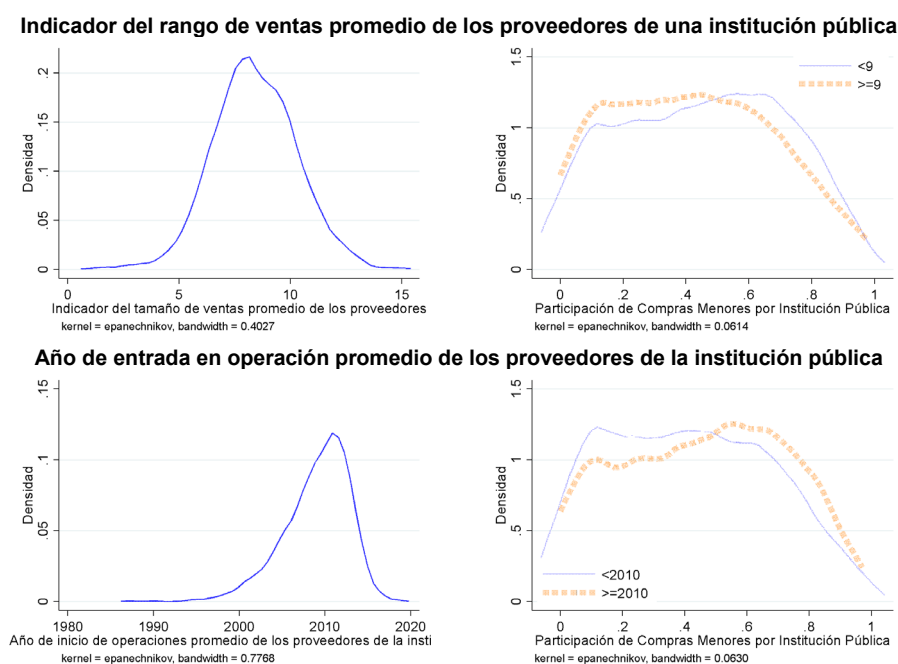 Indicador del rango de ventas promedio de los proveedores de una institución pública
Densidad
0 .05 .1 .15 .2
0 5 10 15
Indicador del tamaño de ventas promedio de los proveedores
kernel = epanechnikov, bandwidth = 0.4027
<9
>=9
Densidad
0 .5 1 1.5
0 .2 .4 .6 .8 1
Participación de Compras Menores por Institución Pública
kernel = epanechnikov, bandwidth = 0.0614
Año de entrada en operación promedio de los proveedores de la institución pública
Densidad
0 .05 .1 .15
1980 1990 2000 2010 2020
Año de inicio de operaciones promedio de los proveedores de la insti
kernel = epanechnikov, bandwidth = 0.7768
Densidad
0 .5 1 1.5
<2010
>=2010
0 .2 .4 .6 .8 1
Participación de Compras Menores por Institución Pública
kernel = epanechnikov, bandwidth = 0.0630